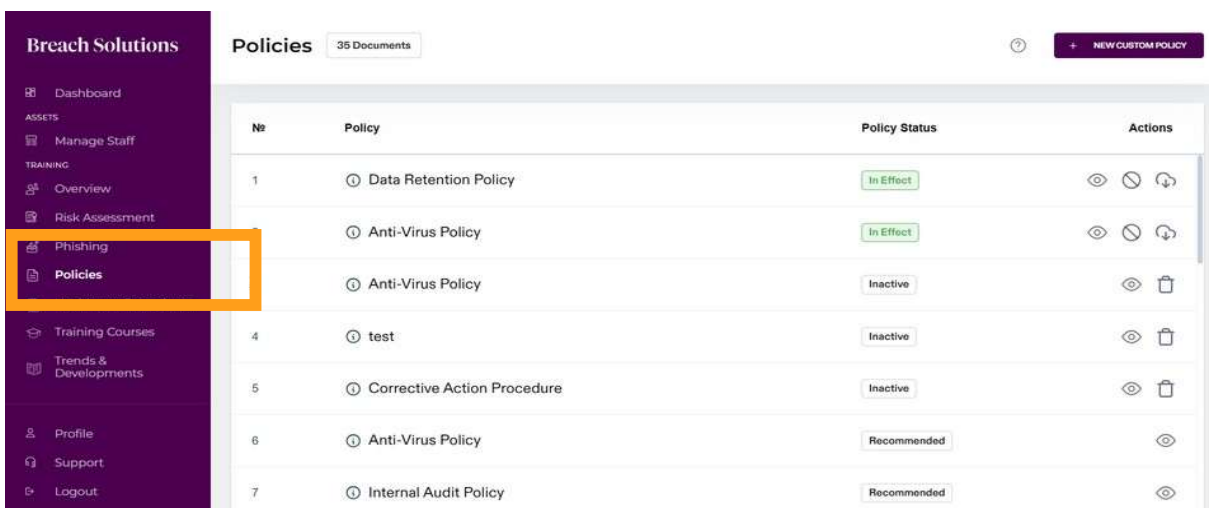 Breach Solutions
Dashboard
ASSETS
Manage Staff
TRAINING
Overview
Risk Assessment
Phishing
Policies
Training Courses
Trends &
Developments
Profile
Support
Logout
Policies 35 Documents + NEW CUSTOM POLICY
№ Policy Policy Status Actions
1 Data Retention Policy In Effect
Anti-Virus Policy In Effect
Anti-Virus Policy Inactive
4 test Inactive
5 Corrective Action Procedure Inactive
6 Anti-Virus Policy Recommended
7 Internal Audit Policy Recommended